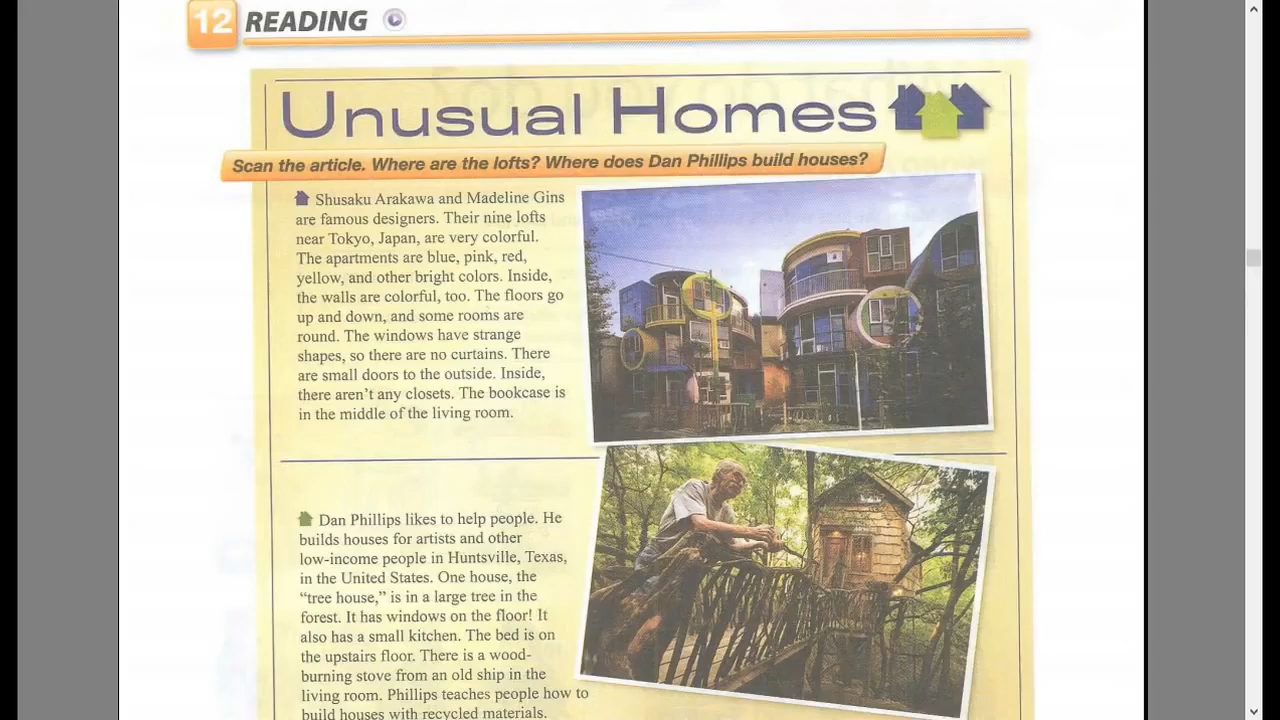 12 READING
Unusual Homes
Scan the article. Where are the lofts? Where does Dan Phillips build houses?
Shusaku Arakawa and Madeline Gins
are famous designers. Their nine lofts
near Tokyo, Japan, are very colorful.
The apartments are blue, pink, red,
yellow, and other bright colors. Inside,
the walls are colorful, too. The floors go
up and down, and some rooms are
round. The windows have strange
shapes, so there are no curtains. There
are small doors to the outside. Inside,
there aren't any closets. The bookcase is
in the middle of the living room.
Dan Phillips likes to help people. He
builds houses for artists and other
low-income people in Huntsville, Texas,
in the United States. One house, the
“tree house,” is in a large tree in the
forest. It has windows on the floor! It
also has a small kitchen. The bed is on
the upstairs floor. There is a wood-
burning stove from an old ship in the
living room. Phillips teaches people how to
build houses with recycled materials.